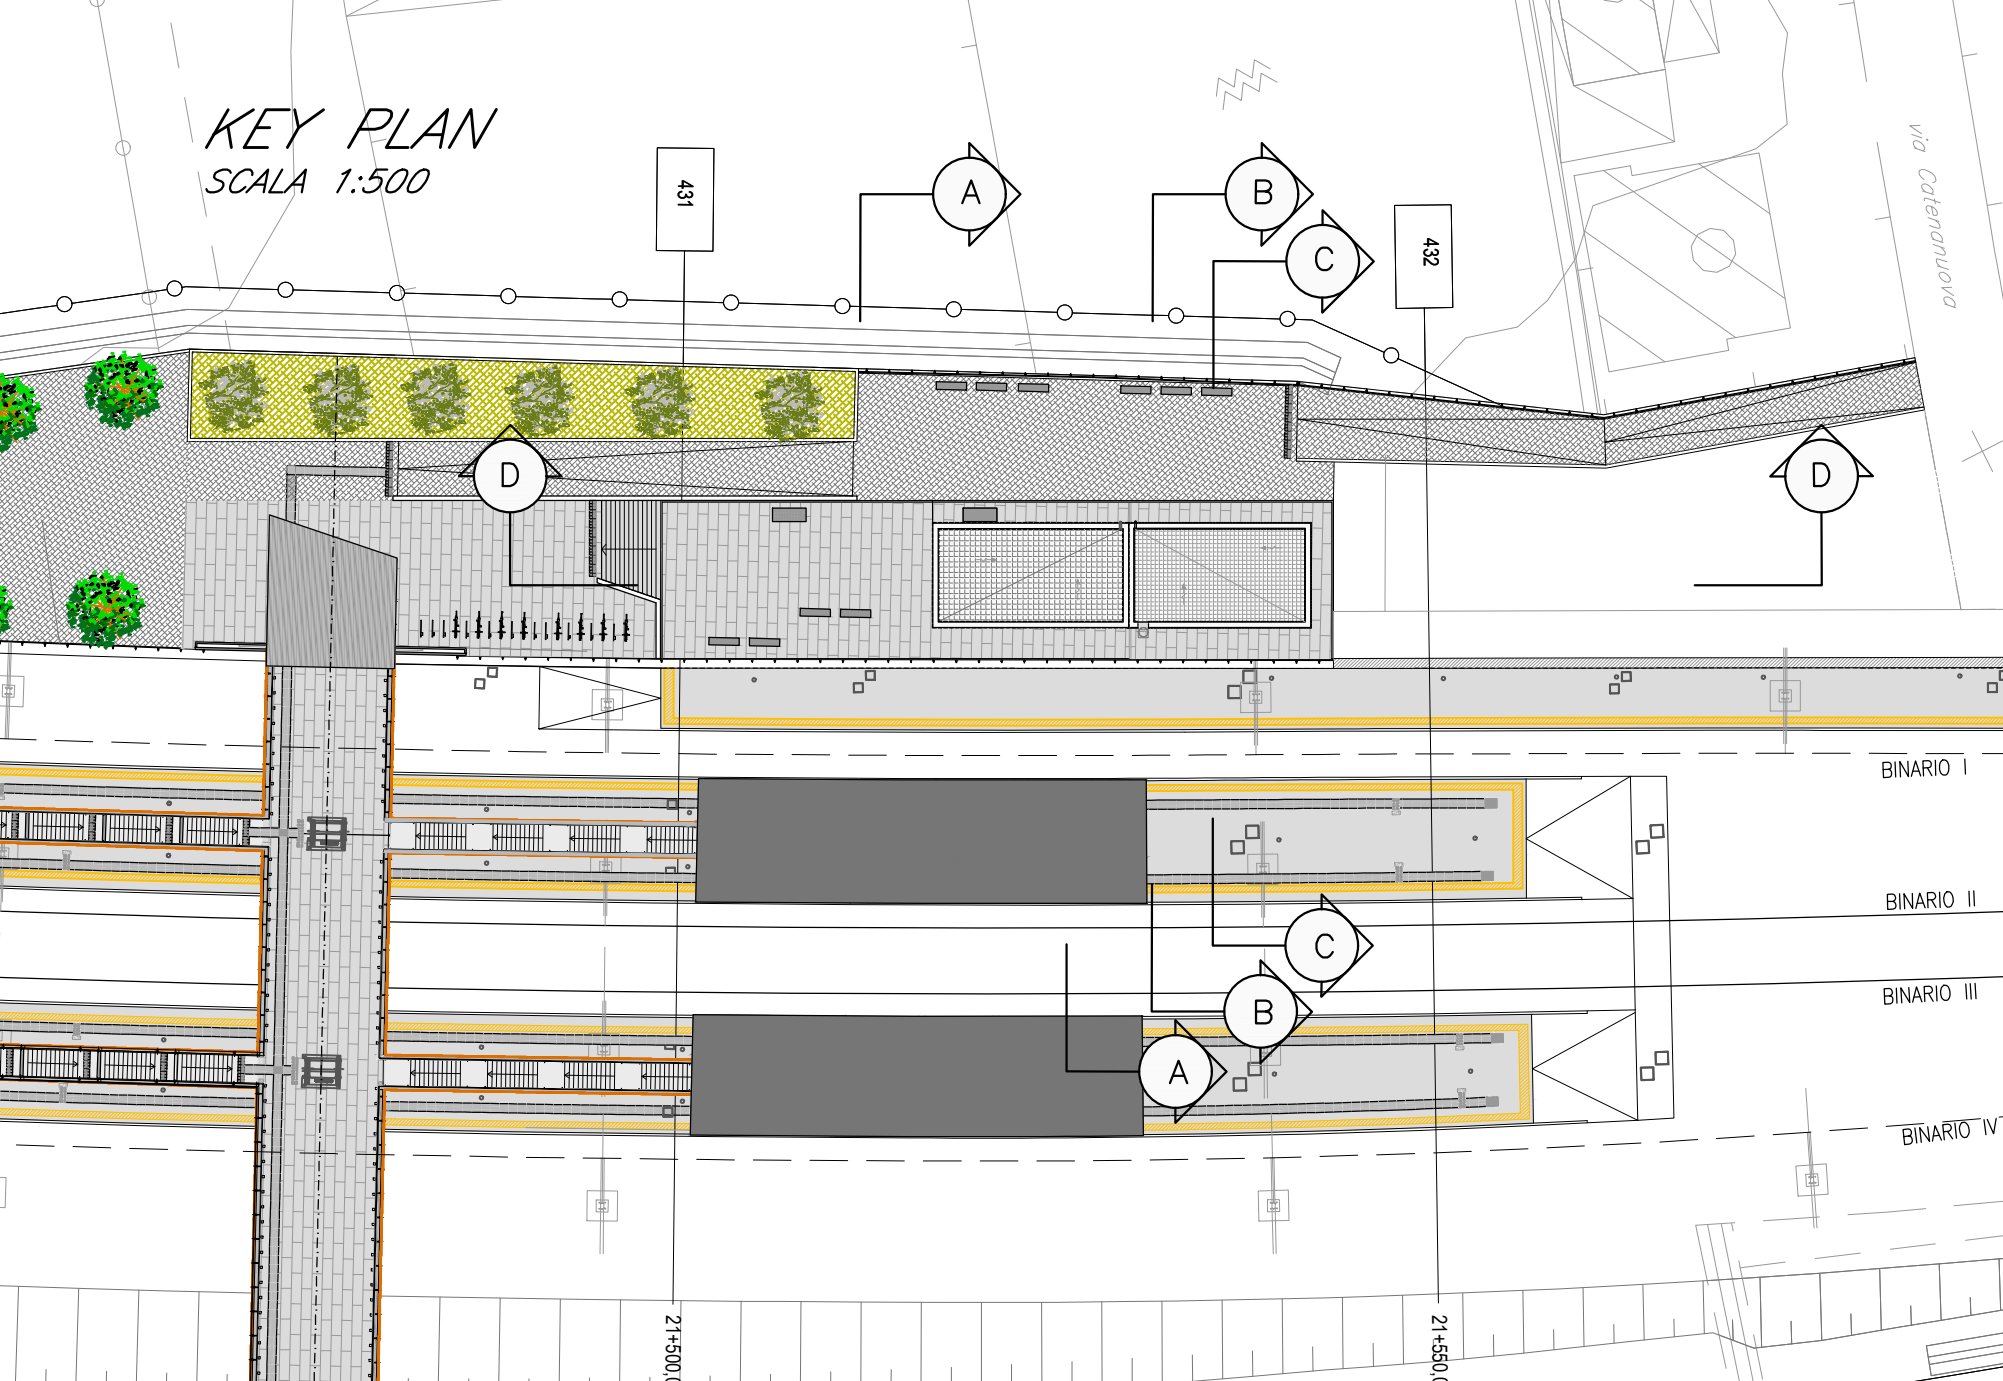 KEY PLAN
SCALA 1:500
431
A
B
C
432
via Catenanuova
D
D
BINARIO I
BINARIO II
C
BINARIO III
B
A
BINARIO IV
21+500,0
21+550,0